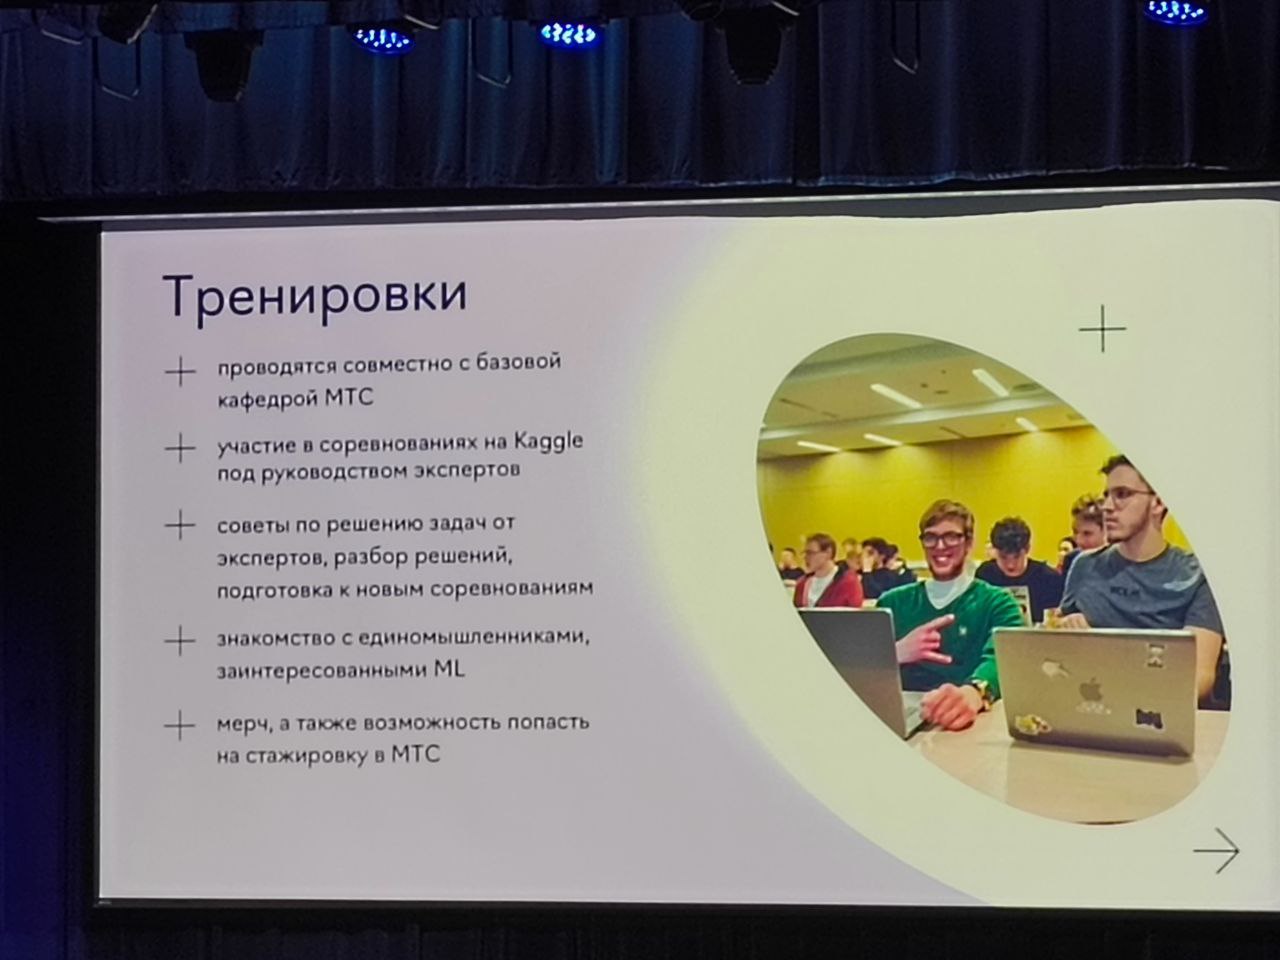 Тренировки
проводятся совместно с базовой
кафедрой МТС
участие в соревнованиях на Kaggle
под руководством экспертов
советы по решению задач от
экспертов, разбор решений,
подготовка к новым соревнованиям
знакомство с единомышленниками,
заинтересованными ML
мерч, а также возможность попасть
на стажировку в МТС